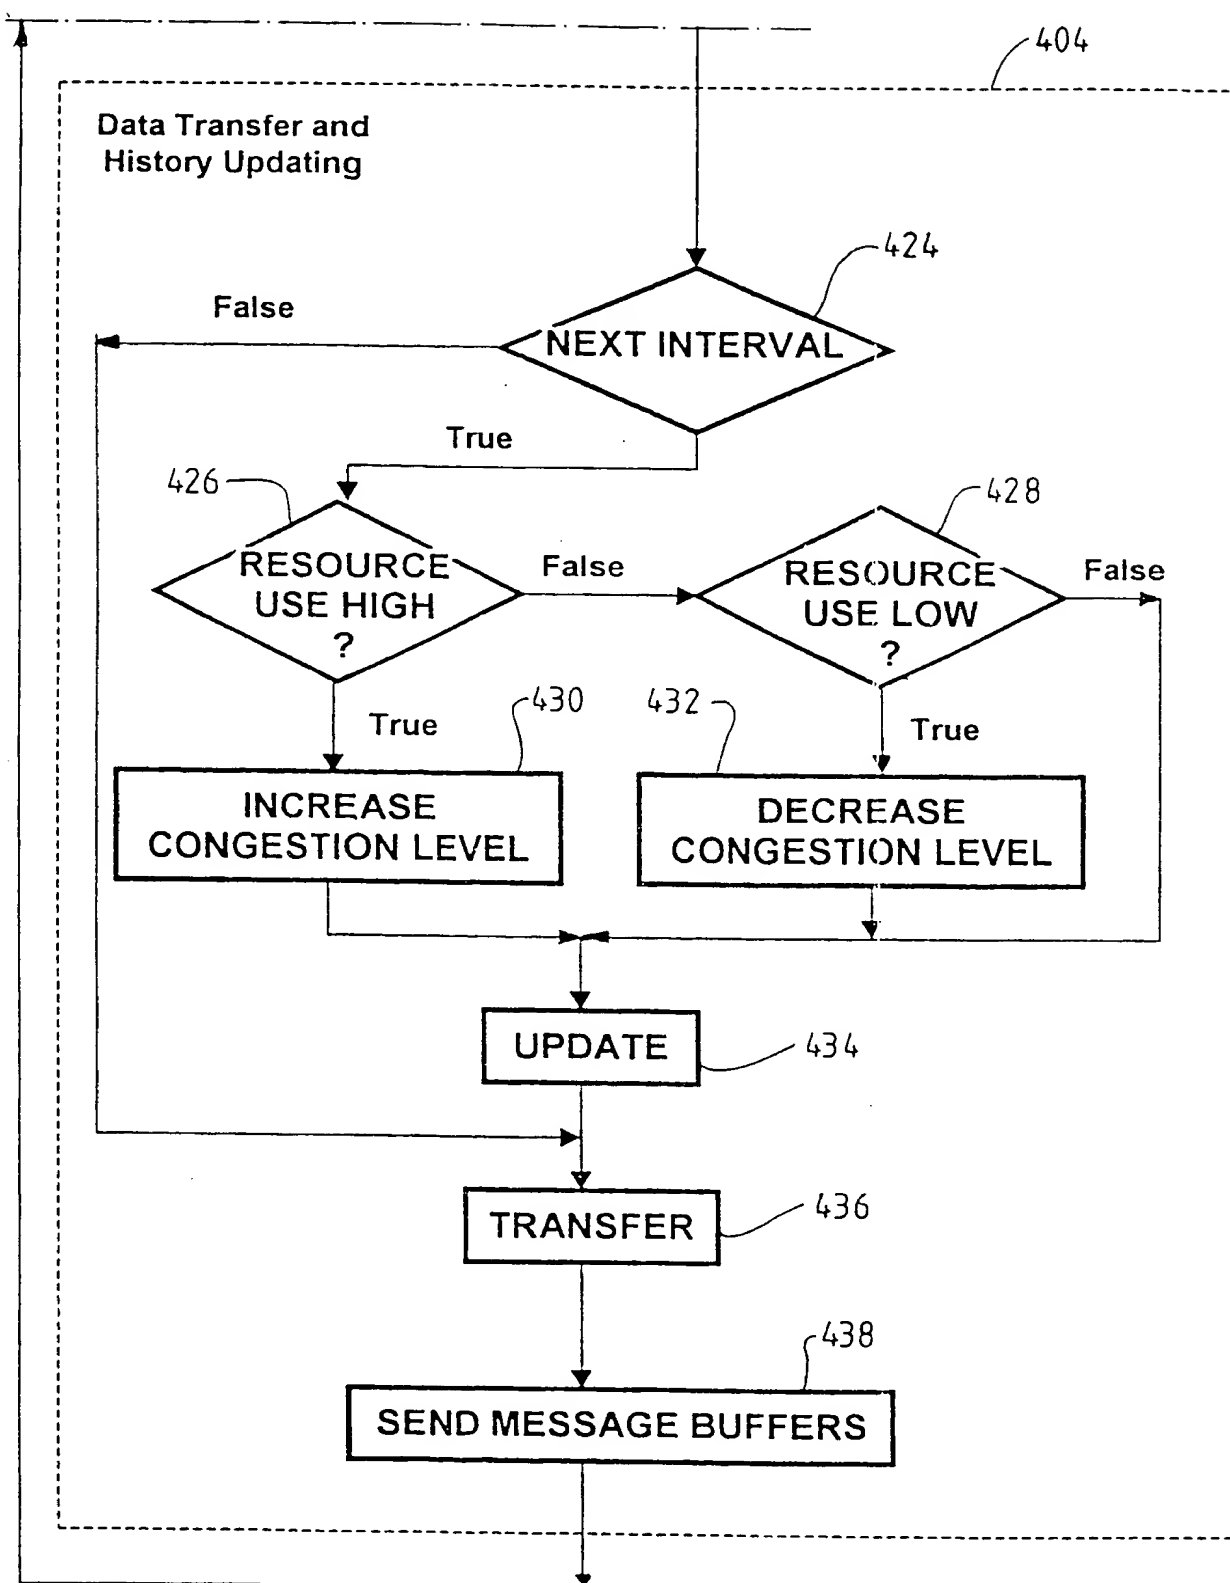 404
Data Transfer and
History Updating
424
False
NEXT INTERVAL
True
426
428
RESOURCE
USE HIGH
?
False
RESOURCE
USE LOW
?
False
True
430
432
True
INCREASE
CONGESTION LEVEL
DECREASE
CONGESTION LEVEL
UPDATE
434
TRANSFER
436
438
SEND MESSAGE BUFFERS